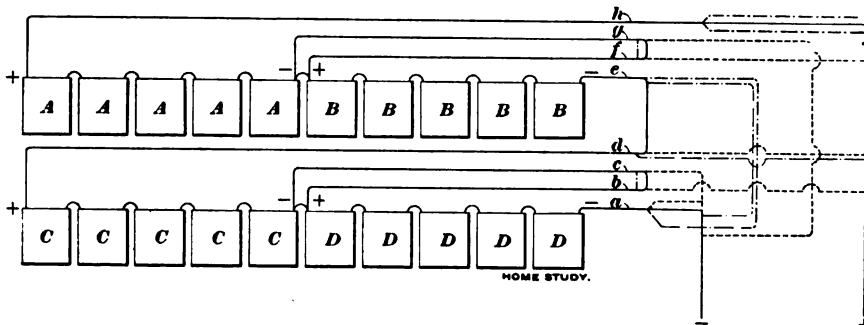 h
g
f
+ A A A A A − + B B B B B − e
d
c
b
+ C C C C C − + D D D D D − a
HOME STUDY.
− +